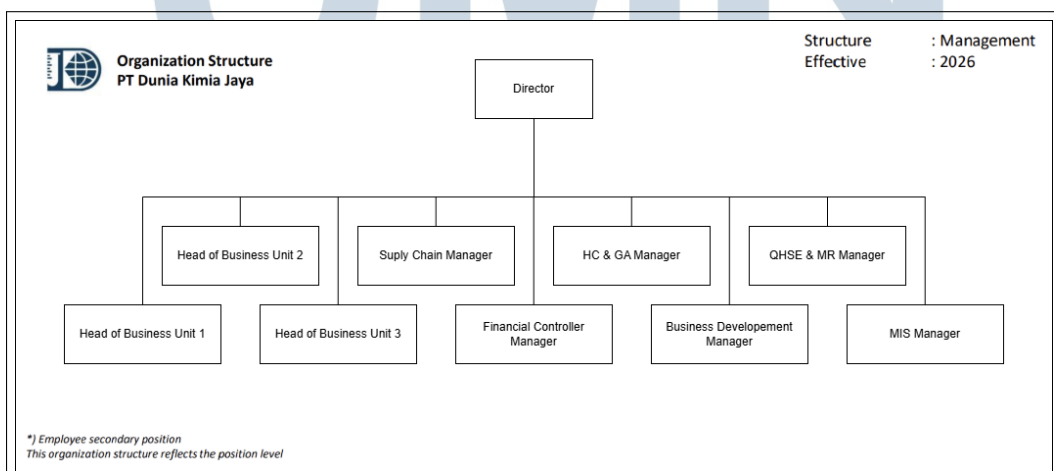 Organization Structure
PT Dunia Kimia Jaya
Structure : Management
Effective : 2026
Director
Head of Business Unit 2
Suply Chain Manager
HC & GA Manager
QHSE & MR Manager
Head of Business Unit 1
Head of Business Unit 3
Financial Controller
Manager
Business Developement
Manager
MIS Manager
*) Employee secondary position
This organization structure reflects the position level